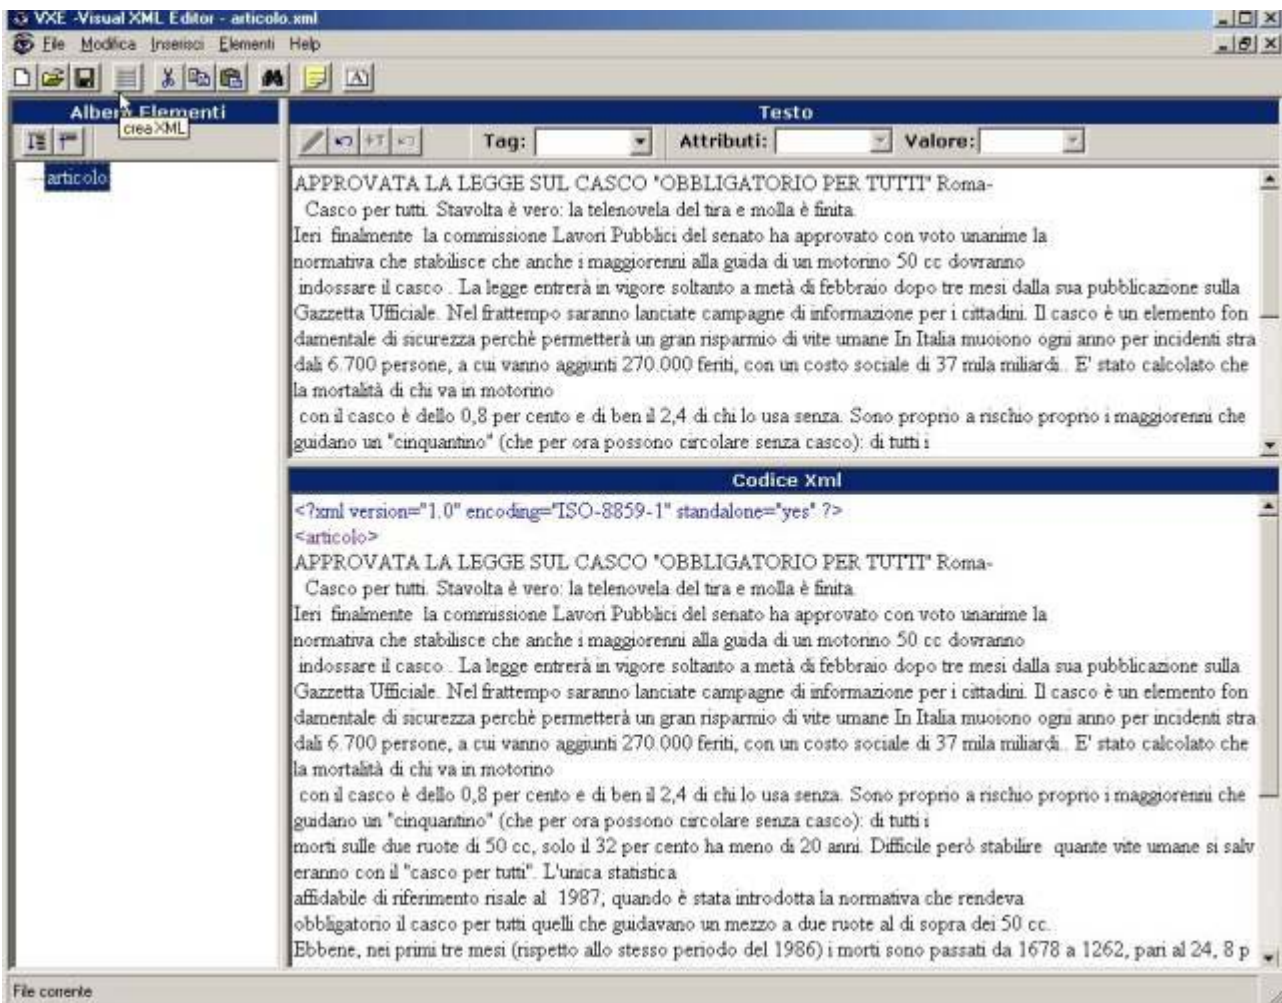 VXE -Visual XML Editor - articolo.xml
File Modifica Inserisci Elementi Help
Albero Elementi
crea XML
articolo
Testo
Tag: Attributi: Valore:
APPROVATA LA LEGGE SUL CASCO "OBBLIGATORIO PER TUTTI" Roma-
Casco per tutti. Stavolta è vero: la telenovela del tira e molla è finita.
Ieri finalmente la commissione Lavori Pubblici del senato ha approvato con voto unanime la
normativa che stabilisce che anche i maggiorenni alla guida di un motorino 50 cc dovranno
indossare il casco . La legge entrerà in vigore soltanto a metà di febbraio dopo tre mesi dalla sua pubblicazione sulla
Gazzetta Ufficiale. Nel frattempo saranno lanciate campagne di informazione per i cittadini. Il casco è un elemento fon
damentale di sicurezza perchè permetterà un gran risparmio di vite umane In Italia muoiono ogni anno per incidenti stra
dali 6.700 persone, a cui vanno aggiunti 270.000 feriti, con un costo sociale di 37 mila miliardi.. E' stato calcolato che
la mortalità di chi va in motorino
con il casco è dello 0,8 per cento e di ben il 2,4 di chi lo usa senza. Sono proprio a rischio proprio i maggiorenni che
guidano un "cinquantino" (che per ora possono circolare senza casco): di tutti i
Codice Xml
<?xml version="1.0" encoding="ISO-8859-1" standalone="yes" ?>
<articolo>
APPROVATA LA LEGGE SUL CASCO "OBBLIGATORIO PER TUTTI" Roma-
Casco per tutti. Stavolta è vero: la telenovela del tira e molla è finita.
Ieri finalmente la commissione Lavori Pubblici del senato ha approvato con voto unanime la
normativa che stabilisce che anche i maggiorenni alla guida di un motorino 50 cc dovranno
indossare il casco . La legge entrerà in vigore soltanto a metà di febbraio dopo tre mesi dalla sua pubblicazione sulla
Gazzetta Ufficiale. Nel frattempo saranno lanciate campagne di informazione per i cittadini. Il casco è un elemento fon
damentale di sicurezza perchè permetterà un gran risparmio di vite umane In Italia muoiono ogni anno per incidenti stra
dali 6.700 persone, a cui vanno aggiunti 270.000 feriti, con un costo sociale di 37 mila miliardi.. E' stato calcolato che
la mortalità di chi va in motorino
con il casco è dello 0,8 per cento e di ben il 2,4 di chi lo usa senza. Sono proprio a rischio proprio i maggiorenni che
guidano un "cinquantino" (che per ora possono circolare senza casco): di tutti i
morti sulle due ruote di 50 cc, solo il 32 per cento ha meno di 20 anni. Difficile però stabilire quante vite umane si salv
eranno con il "casco per tutti". L'unica statistica
affidabile di riferimento risale al 1987, quando è stata introdotta la normativa che rendeva
obbligatorio il casco per tutti quelli che guidavano un mezzo a due ruote al di sopra dei 50 cc.
Ebbene, nei primi tre mesi (rispetto allo stesso periodo del 1986) i morti sono passati da 1678 a 1262, pari al 24, 8 p
File corrente